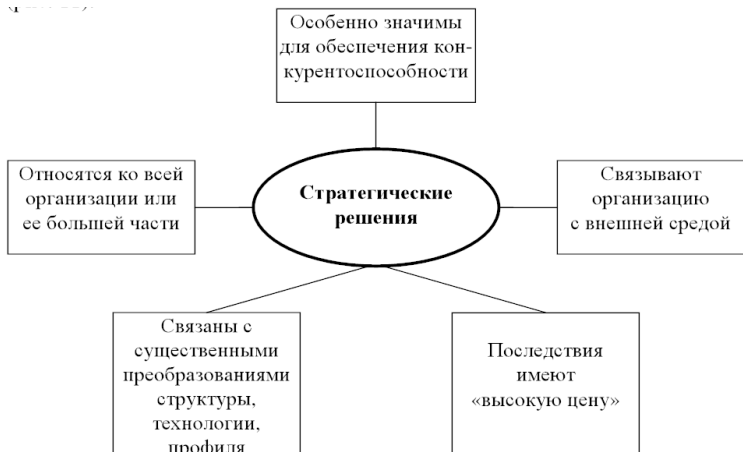 Особенно значимы
для обеспечения кон-
курентоспособности
Относятся ко всей
организации или
ее большей части
Стратегические
решения
Связывают
организацию
с внешней средой
Связаны с
существенными
преобразованиями
структуры,
технологии,
профиля
Последствия
имеют
«высокую цену»